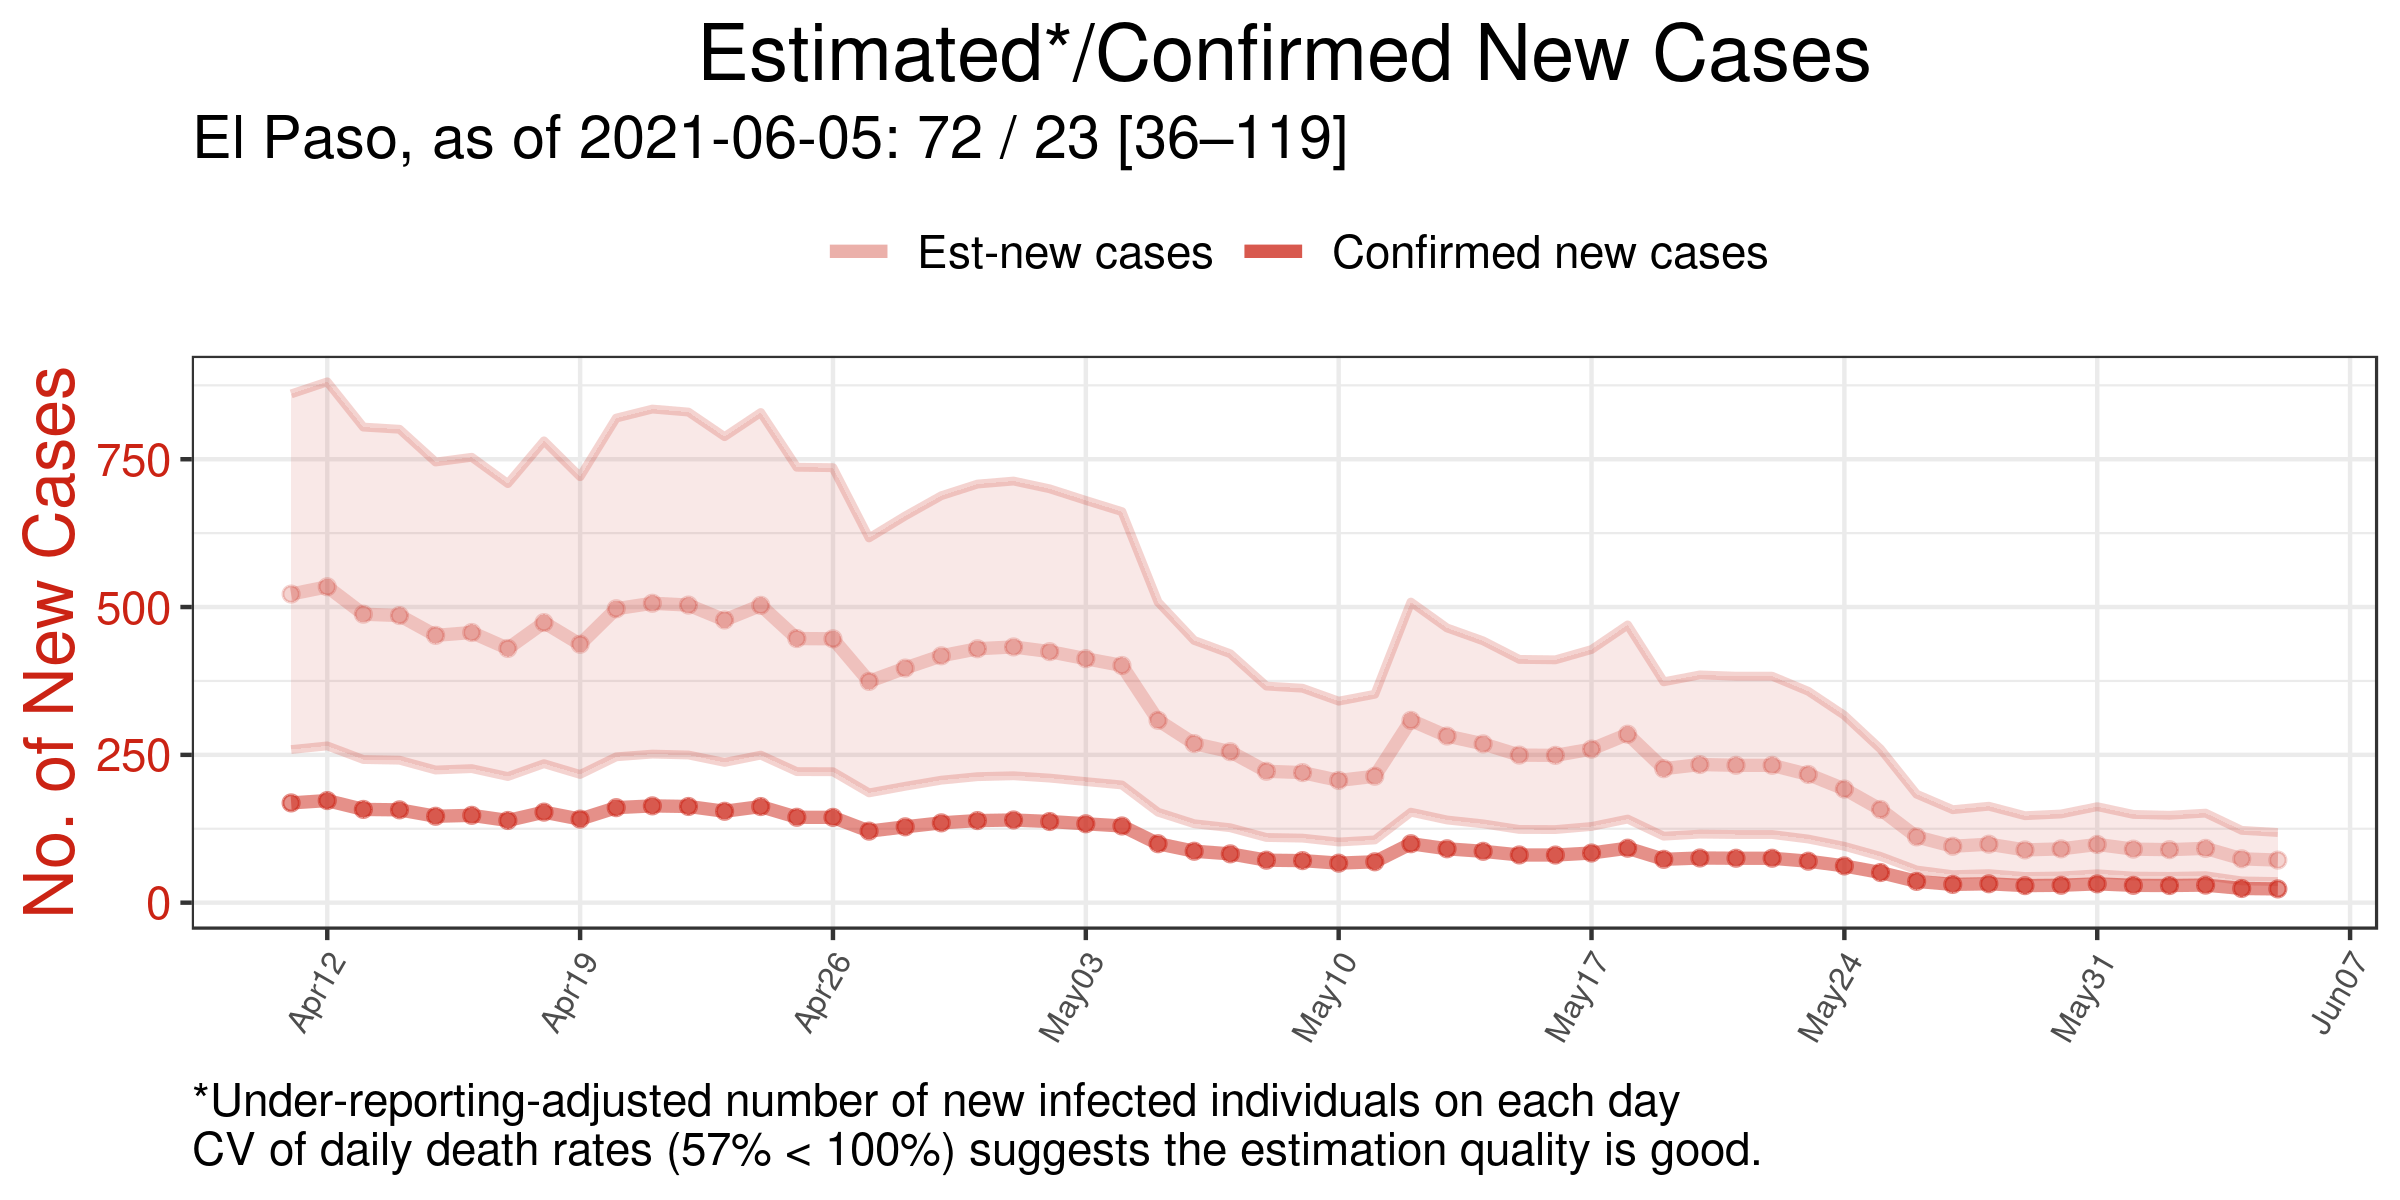 Estimated*/Confirmed New Cases
El Paso, as of 2021-06-05: 72 / 23 [36–119]
Est-new cases Confirmed new cases
No. of New Cases
750
500
250
0
Apr12 Apr19 Apr26 May03 May10 May17 May24 May31 Jun07
*Under-reporting-adjusted number of new infected individuals on each day
CV of daily death rates (57% < 100%) suggests the estimation quality is good.